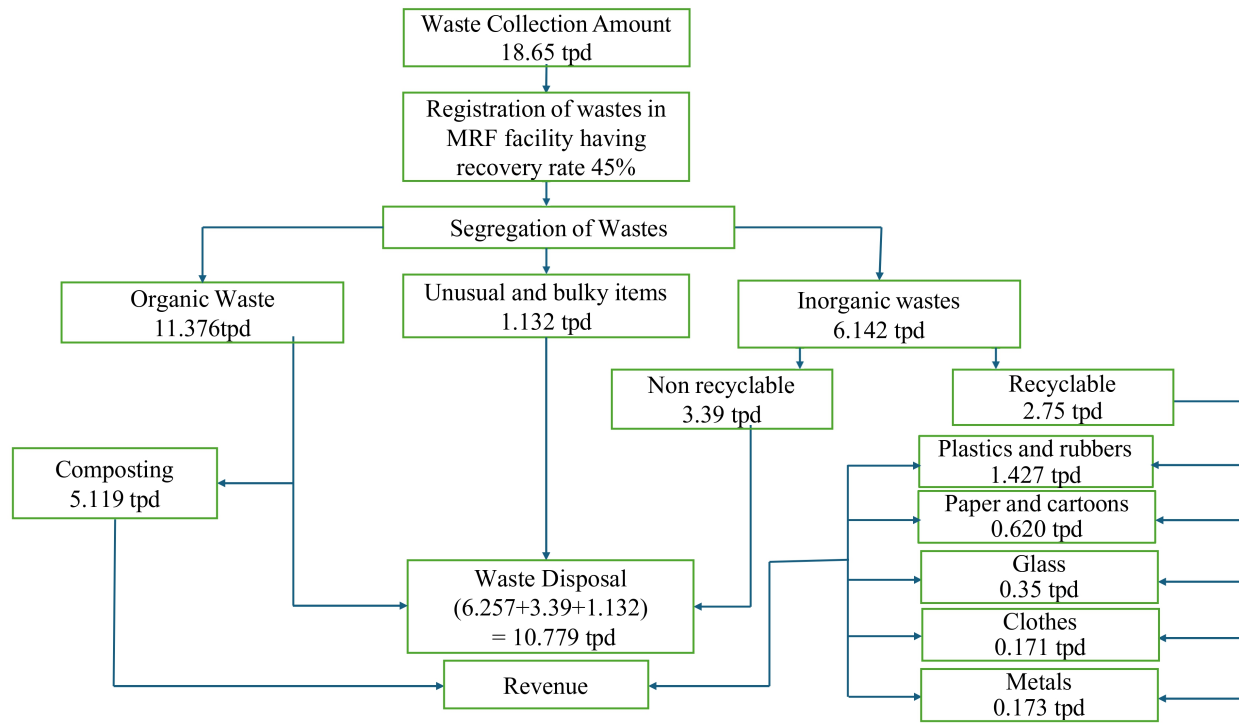 Waste Collection Amount
18.65 tpd
Registration of wastes in
MRF facility having
recovery rate 45%
Segregation of Wastes
Organic Waste
11.376tpd
Unusual and bulky items
1.132 tpd
Inorganic wastes
6.142 tpd
Non recyclable
3.39 tpd
Recyclable
2.75 tpd
Composting
5.119 tpd
Plastics and rubbers
1.427 tpd
Paper and cartoons
0.620 tpd
Glass
0.35 tpd
Clothes
0.171 tpd
Metals
0.173 tpd
Waste Disposal
(6.257+3.39+1.132)
= 10.779 tpd
Revenue